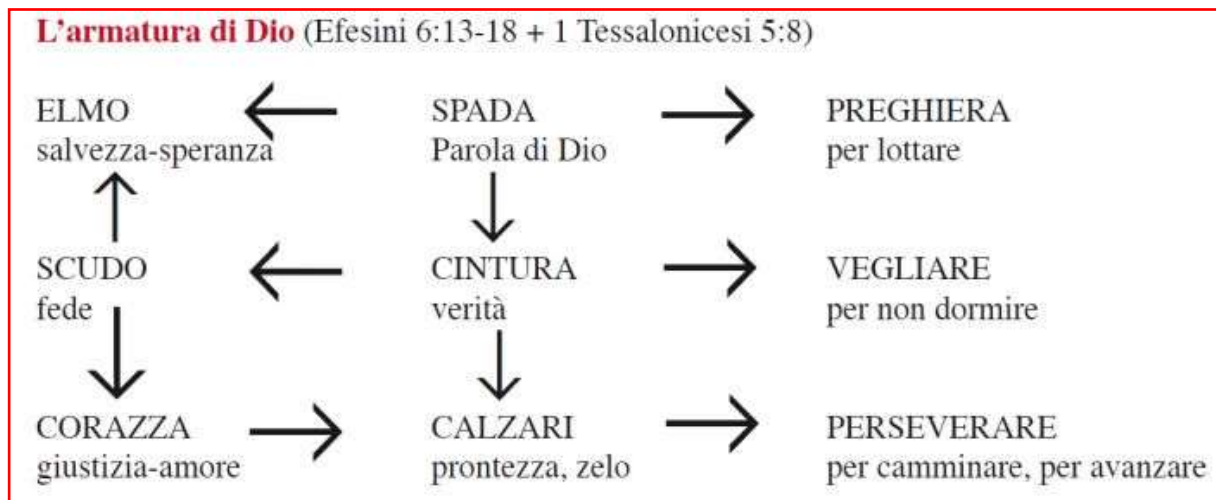 L'armatura di Dio (Efesini 6:13-18 + 1 Tessalonicesi 5:8)
ELMO SPADA PREGHIERA
salvezza-speranza Parola di Dio per lottare
SCUDO CINTURA VEGLIARE
fede verità per non dormire
CORAZZA CALZARI PERSEVERARE
giustizia-amore prontezza, zelo per camminare, per avanzare